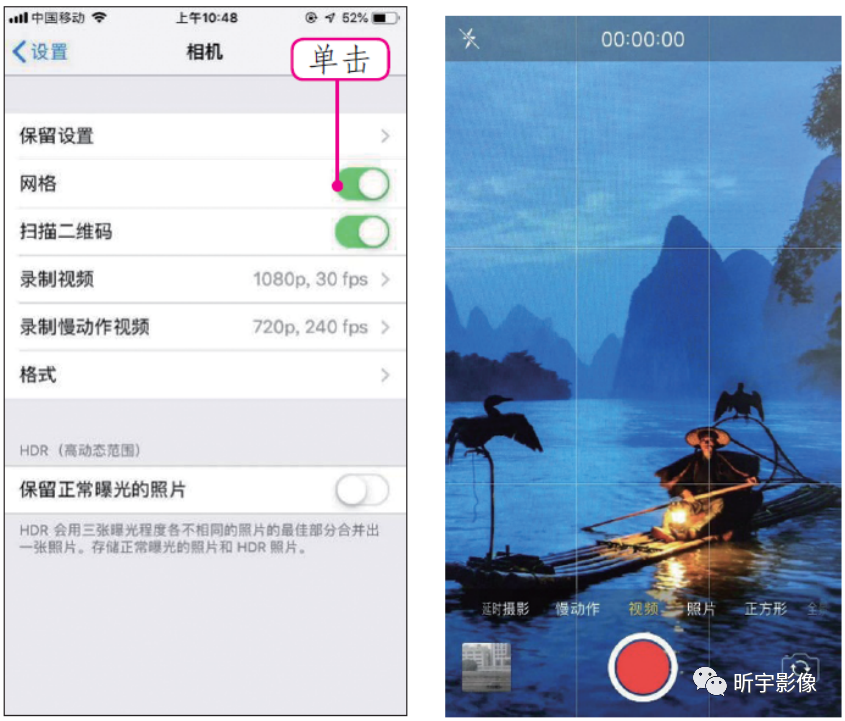 中国移动
上午10:48
52%
设置
相机
单击
保留设置
网格
扫描二维码
录制视频
1080p, 30 fps
录制慢动作视频
720p, 240 fps
格式
HDR（高动态范围）
保留正常曝光的照片
HDR 会用三张曝光程度各不相同的照片的最佳部分合并出
一张照片。存储正常曝光的照片和 HDR 照片。
00:00:00
延时摄影 慢动作 视频 照片 正方形 全
昕宇影像